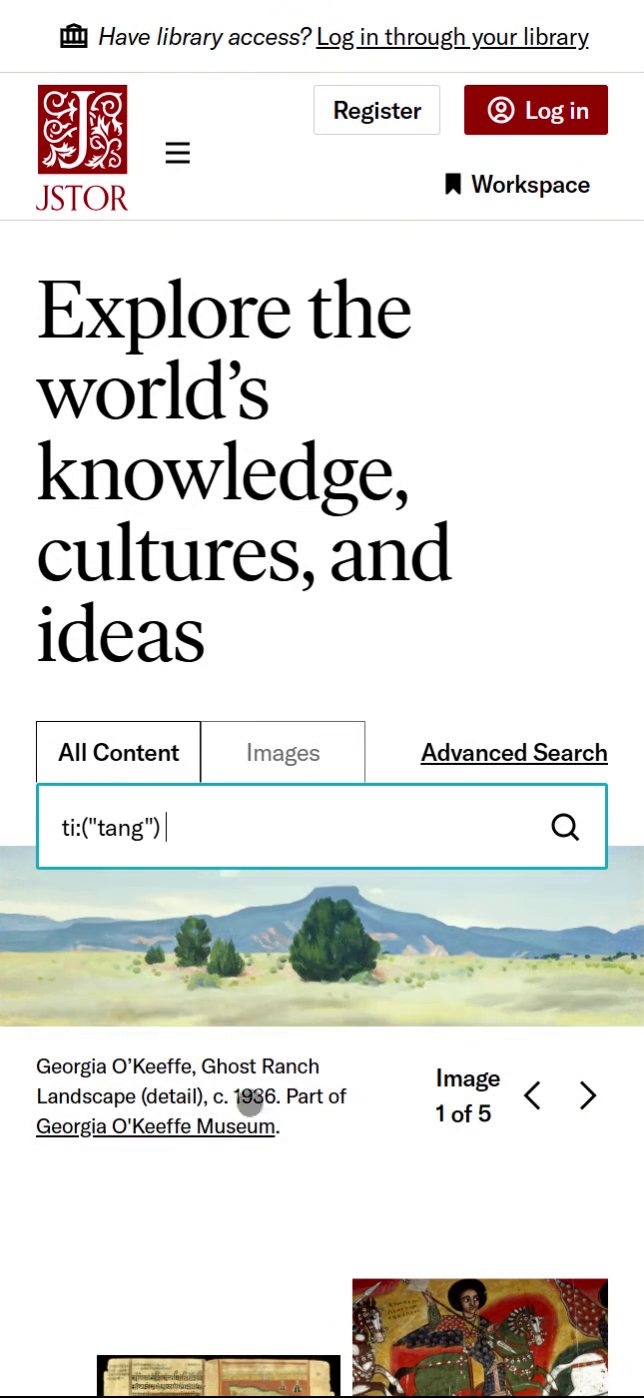 Have library access? Log in through your library
Register
Log in
JSTOR
Workspace
Explore the
world's
knowledge,
cultures, and
ideas
All Content
Images
Advanced Search
ti:("tang")
Georgia O'Keeffe, Ghost Ranch
Landscape (detail), c. 1936. Part of
Georgia O'Keeffe Museum.
Image
1 of 5